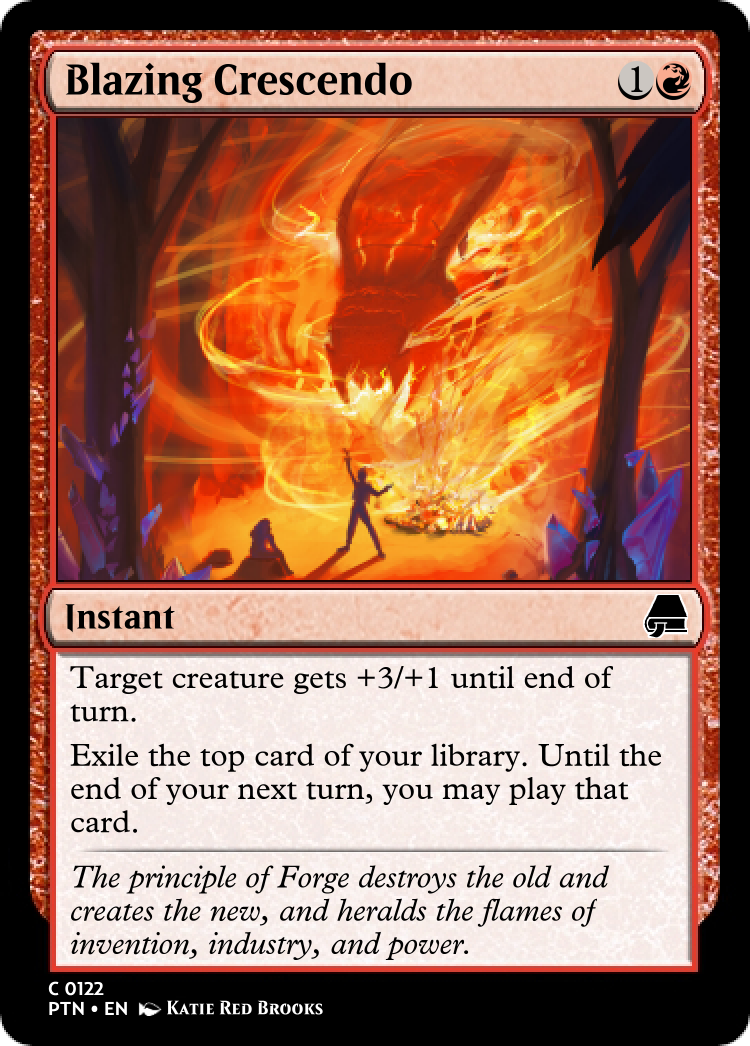 Blazing Crescendo
1
Instant
Target creature gets +3/+1 until end of
turn.
Exile the top card of your library. Until the
end of your next turn, you may play that
card.
The principle of Forge destroys the old and
creates the new, and heralds the flames of
invention, industry, and power.
C 0122
PTN • EN Katie Red Brooks